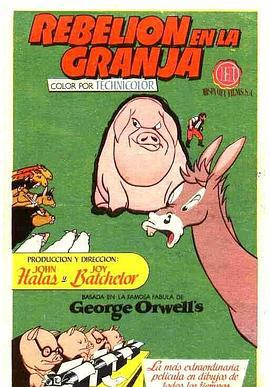 REBELION EN LA
GRANJA
COLOR POR TECHNICOLOR
PRODUCCION Y DIRECCION:
JOHN JOY
Halas y Batchelor
BASADA EN LA FAMOSA FABULA DE
George Orwell's
La más extraordinaria
película en dibujos de
todos los tiempos